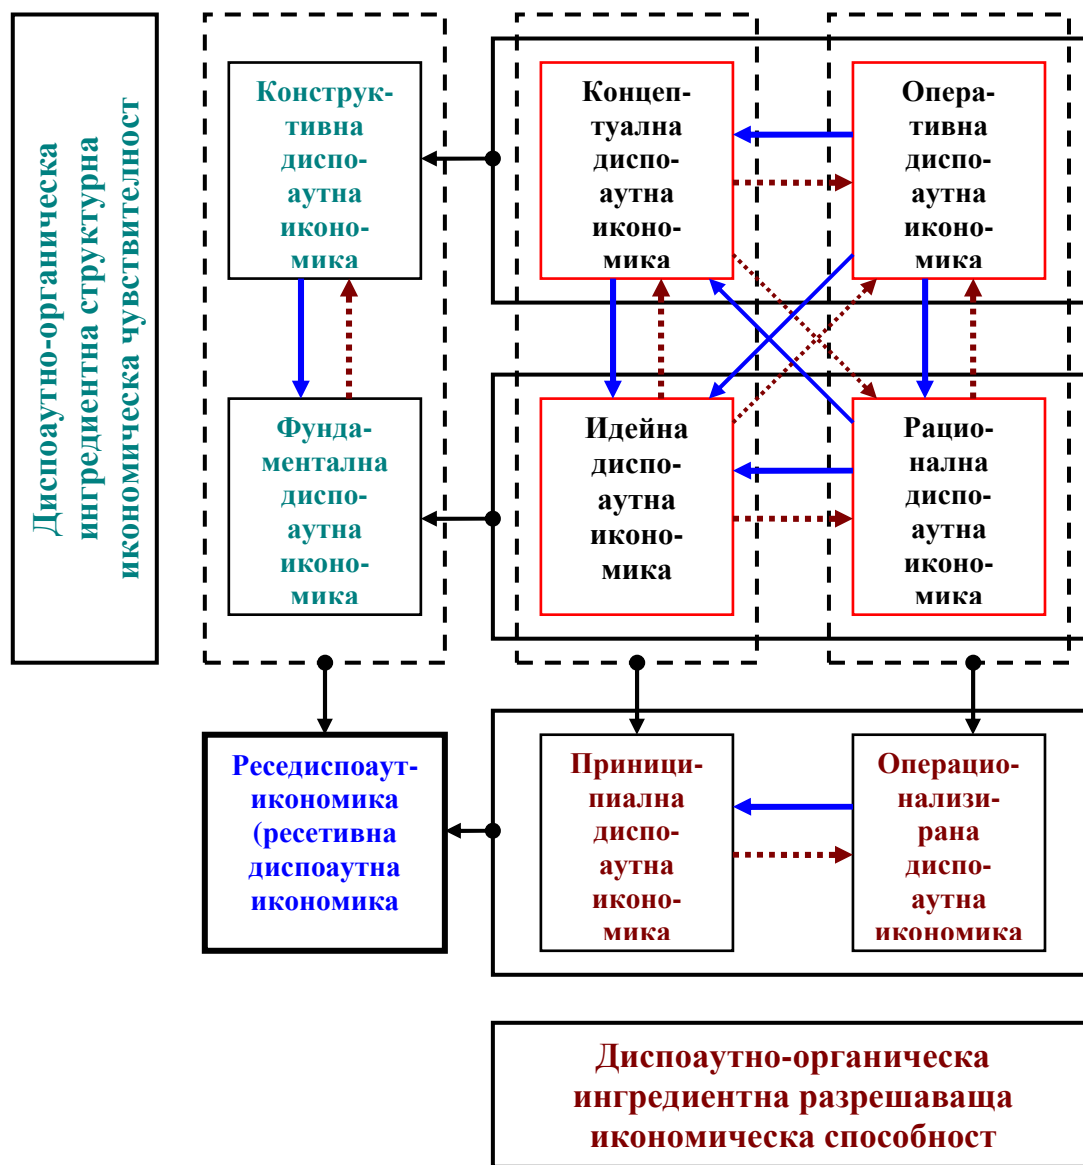 Диспоаутно-органическа
ингредиентна структурна
икономическа чувствителност
Конструк-
тивна
диспо-
аутна
иконо-
мика
Концеп-
туална
диспо-
аутна
иконо-
мика
Опера-
тивна
диспо-
аутна
иконо-
мика
Фунда-
ментална
диспо-
аутна
иконо-
мика
Идейна
диспо-
аутна
иконо-
мика
Рацио-
нална
диспо-
аутна
иконо-
мика
Реседиспоаут-
икономика
(ресетивна
диспоаутна
икономика
Приници-
пиална
диспо-
аутна
иконо-
мика
Операцио-
нализи-
рана
диспо-
аутна
икономика
Диспоаутно-органическа
ингредиентна разрешаваща
икономическа способност